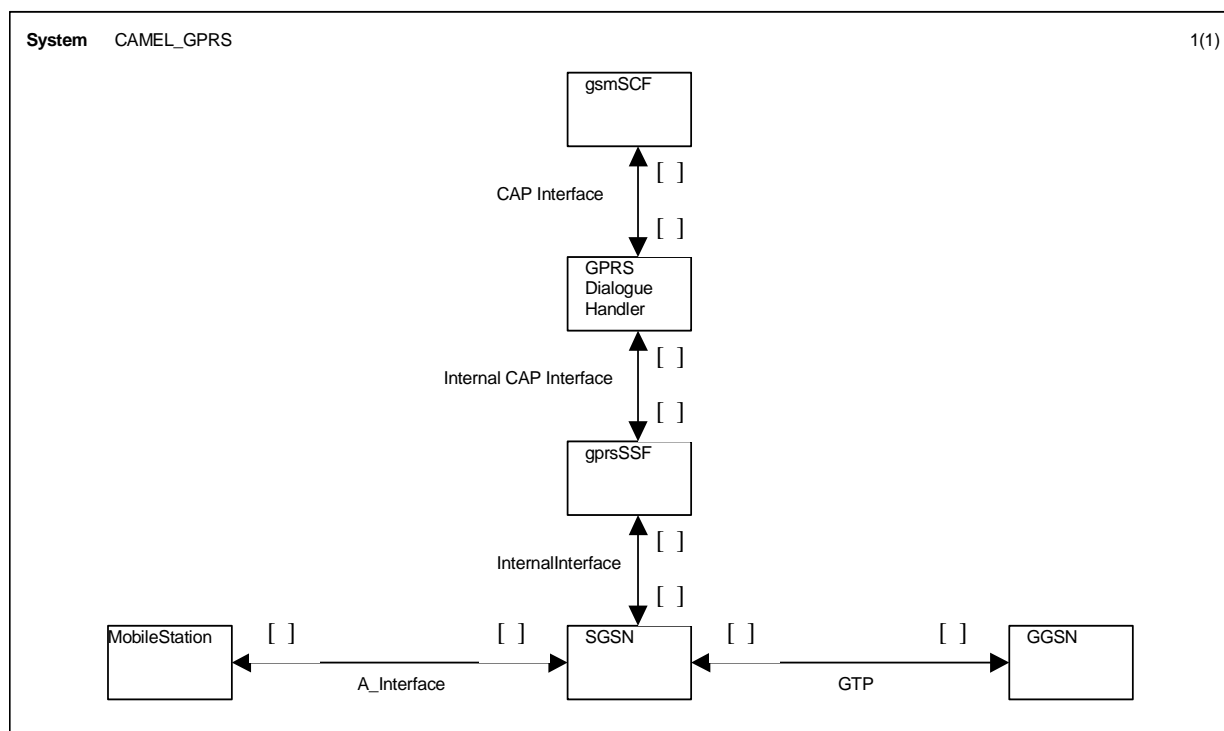 System CAMEL_GPRS 1(1)
gsmSCF
[ ]
CAP Interface
[ ]
GPRS
Dialogue
Handler
[ ]
Internal CAP Interface
[ ]
gprsSSF
[ ]
InternalInterface
[ ]
MobileStation [ ] [ ] SGSN [ ] [ ] GGSN
A_Interface GTP